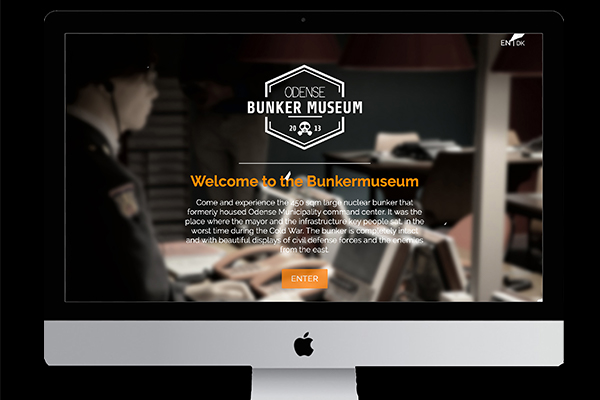 EN | DK
ODENSE
BUNKER MUSEUM
20 13
Welcome to the Bunkermuseum
Come and experience the 450 sqm large nuclear bunker that
formerly housed Odense Municipality command center. It was the
place where the mayor and the infrastructure key people sat, in the
worst time during the Cold War. The bunker is completely intact
and with beautiful displays of civil defense forces and the enemies
from the east.
ENTER